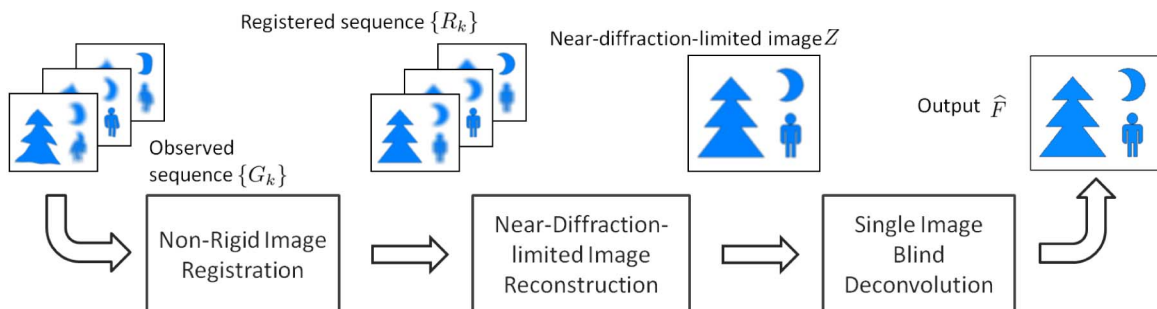 Registered sequence {R_k}
Near-diffraction-limited image Z
Output F̂
Observed
sequence {G_k}
Non-Rigid Image
Registration
Near-Diffraction-
limited Image
Reconstruction
Single Image
Blind
Deconvolution